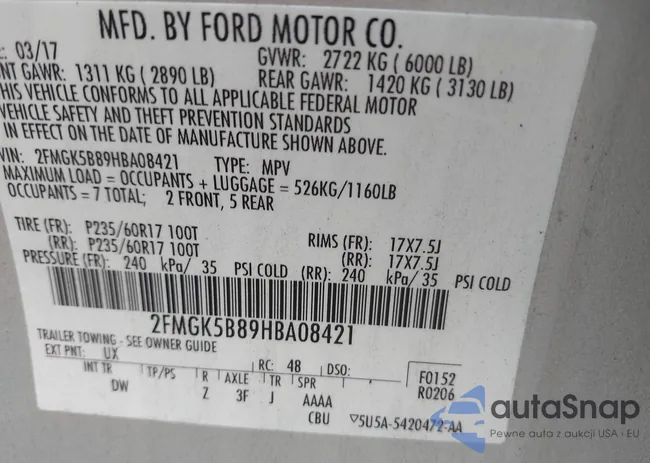 MFD. BY FORD MOTOR CO.
: 03/17 GVWR: 2722 KG ( 6000 LB)
NT GAWR: 1311 KG ( 2890 LB) REAR GAWR: 1420 KG ( 3130 LB)
HIS VEHICLE CONFORMS TO ALL APPLICABLE FEDERAL MOTOR
VEHICLE SAFETY AND THEFT PREVENTION STANDARDS
IN EFFECT ON THE DATE OF MANUFACTURE SHOWN ABOVE.
VIN: 2FMGK5B89HBA08421 TYPE: MPV
MAXIMUM LOAD = OCCUPANTS + LUGGAGE = 526KG/1160LB
OCCUPANTS = 7 TOTAL; 2 FRONT, 5 REAR
TIRE (FR): P235/60R17 100T RIMS (FR): 17X7.5J
(RR): P235/60R17 100T (RR): 17X7.5J
PRESSURE (FR): 240 kPa/ 35 PSI COLD (RR): 240 kPa/ 35 PSI COLD
2FMGK5B89HBA08421
TRAILER TOWING - SEE OWNER GUIDE
EXT PNT: UX RC: 48 DSO: F0152
INT TR TP/PS R AXLE TR SPR R0206
DW Z 3F J AAAA
CBU ▽5U5A-5420472-AA
autaSnap
Pewne auta z aukcji USA i EU